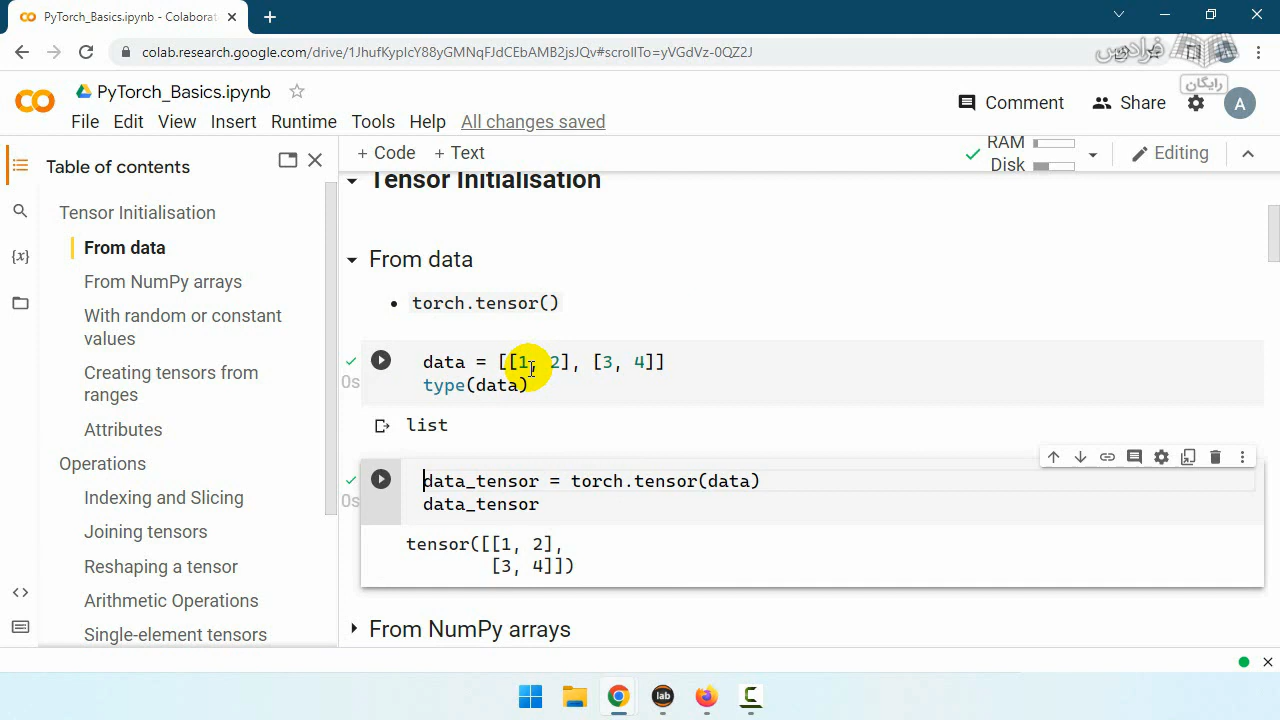 PyTorch_Basics.ipynb - Colaborat
colab.research.google.com/drive/1JhufKypIcY88yGMNqFJdCEbAMB2jsJQv#scrollTo=yVGdVz-0QZ2J
فرادرس
رایگان
PyTorch_Basics.ipynb
Comment
Share
A
File Edit View Insert Runtime Tools Help All changes saved
Table of contents
+ Code + Text
RAM
Disk
Editing
Tensor Initialisation
From data
From NumPy arrays
With random or constant
values
Creating tensors from
ranges
Attributes
Operations
Indexing and Slicing
Joining tensors
Reshaping a tensor
Arithmetic Operations
Single-element tensors
{x}
Tensor Initialisation
From data
torch.tensor()
data = [[1, 2], [3, 4]]
0s
type(data)
list
data_tensor = torch.tensor(data)
0s
data_tensor
tensor([[1, 2],
[3, 4]])
From NumPy arrays
lab
C